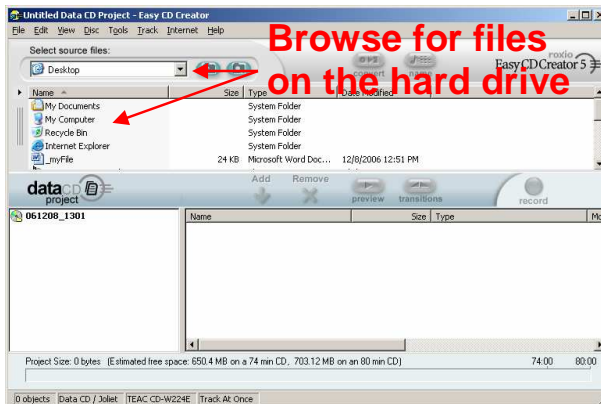 Untitled Data CD Project - Easy CD Creator
File Edit View Disc Tools Track Internet Help
Browse for files
on the hard drive
Select source files:
Desktop
convert name
roxio
Easy CD Creator 5
Name Size Type Date Modified
My Documents System Folder
My Computer System Folder
Recycle Bin System Folder
Internet Explorer System Folder
_myFile 24 KB Microsoft Word Doc... 12/8/2006 12:51 PM
datacd
project
Add Remove
preview transitions
record
061208_1301
Name Size Type Mo
Project Size: 0 bytes (Estimated free space: 650.4 MB on a 74 min CD, 703.12 MB on an 80 min CD)
74:00 80:00
0 objects Data CD / Joliet TEAC CD-W224E Track At Once